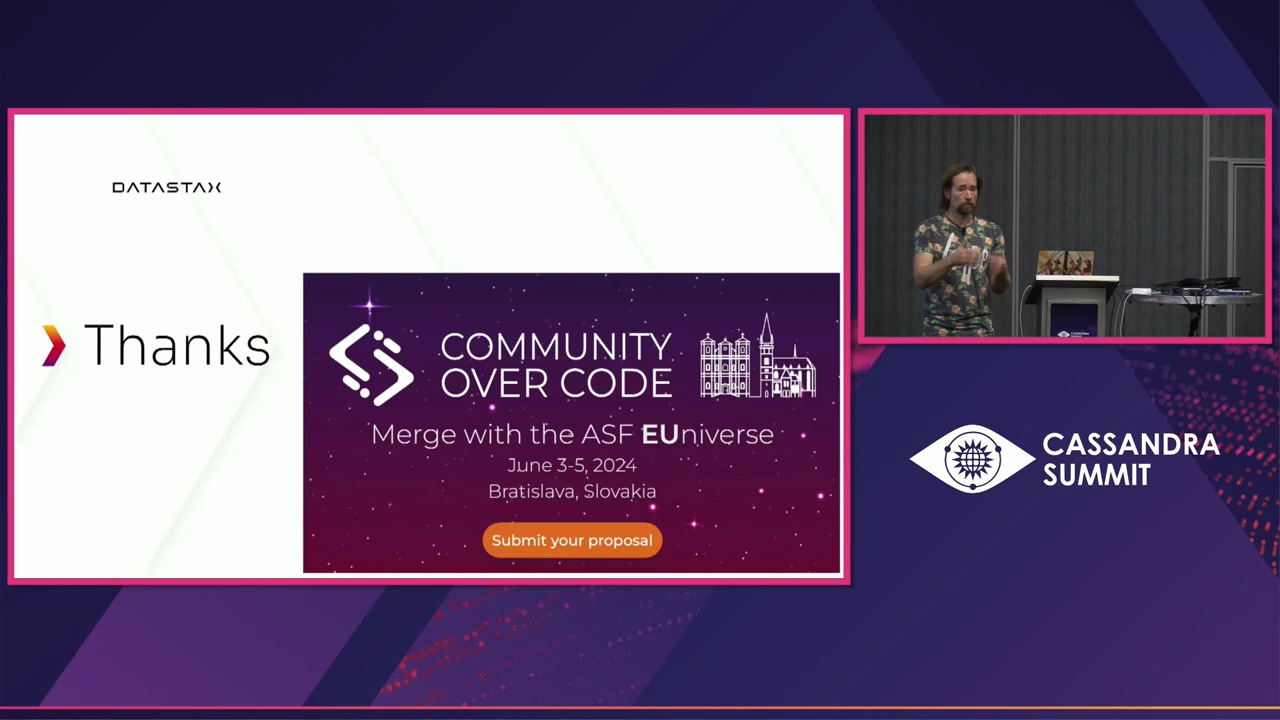 DATASTAX
Thanks
COMMUNITY
OVER CODE
Merge with the ASF EUniverse
June 3-5, 2024
Bratislava, Slovakia
Submit your proposal
CASSANDRA
SUMMIT